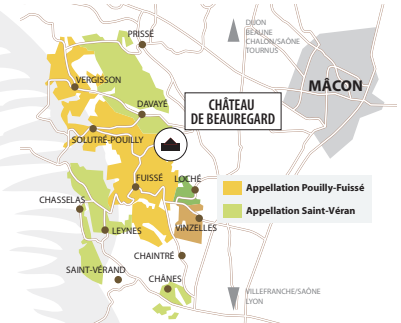 DIJON
BEAUNE
CHALON/SAÔNE
TOURNUS
PRISSÉ
VERGISSON
MÂCON
DAVAYÉ
CHÂTEAU
DE BEAUREGARD
SOLUTRÉ-POUILLY
FUISSÉ
LOCHÉ
Appellation Pouilly-Fuissé
CHASSELAS
Appellation Saint-Véran
LEYNES
VINZELLES
CHAINTRÉ
SAINT-VÉRAND
CHÂNES
VILLEFRANCHE/SAÔNE
LYON